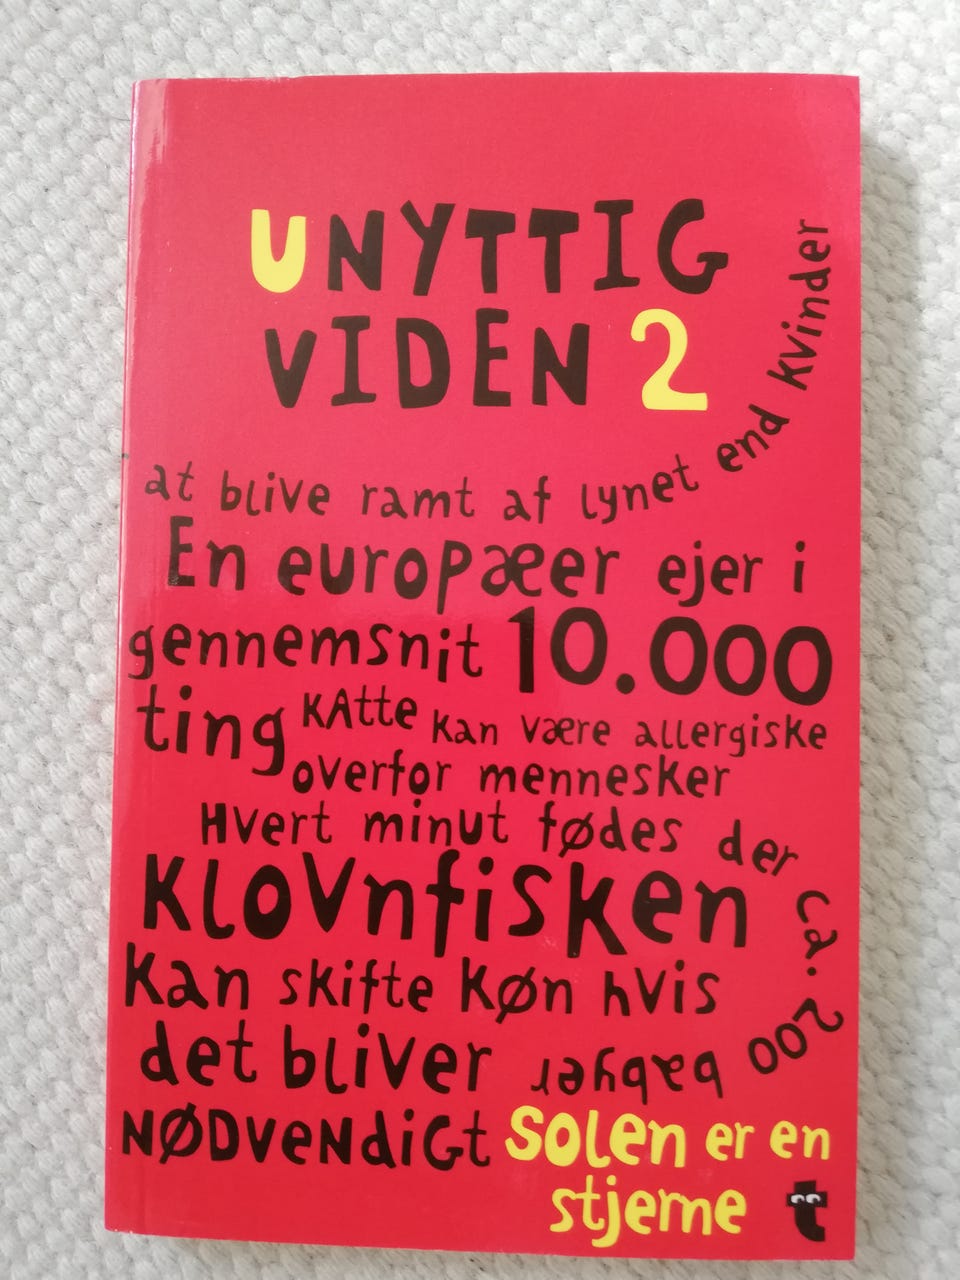 UNYTTIG
VIDEN 2
at blive ramt af lynet end kvinder
En europæer ejer i
gennemsnit 10.000
ting
KAtte kan være allergiske
overfor mennesker
Hvert minut fødes der ca. 200 babyer
Klovnfisken
kan skifte køn hvis
det bliver
NØDVENDIGT
Solen er en
stjerne
t